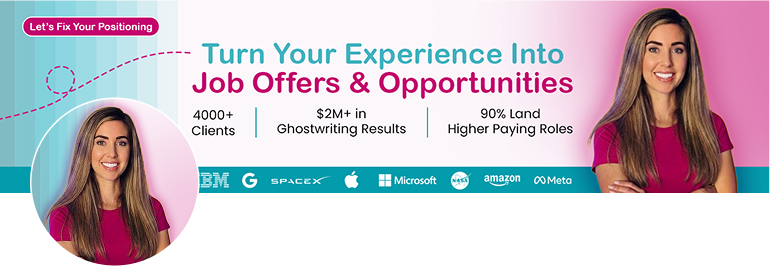 Let's Fix Your Positioning
Turn Your Experience Into
Job Offers & Opportunities
4000+
Clients
$2M+ in
Ghostwriting Results
90% Land
Higher Paying Roles
IBM
G
SPACEX
Microsoft
NASA
amazon
Meta